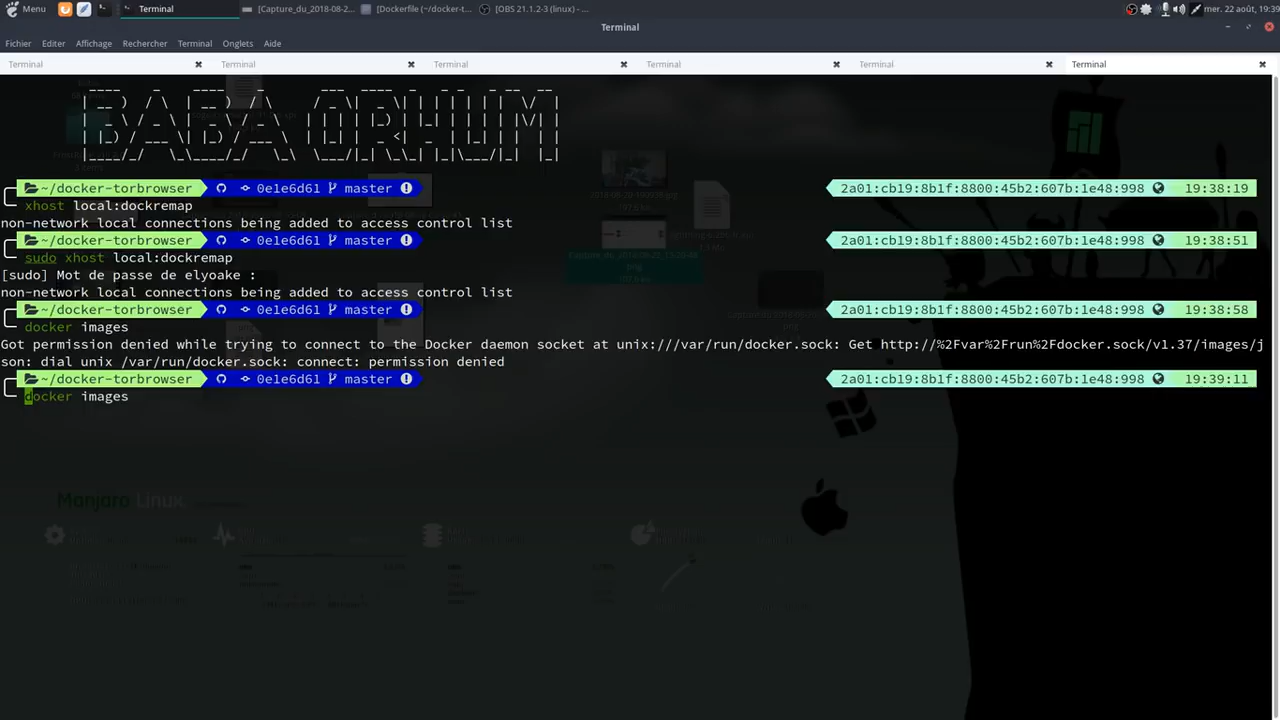 Menu
Terminal
[Capture_du_2018-08-2...
[Dockerfile (~/docker-t...
[OBS 21.1.2-3 (linux) - ...
mer. 22 août, 19:39
Terminal
Fichier Editer Affichage Rechercher Terminal Onglets Aide
Terminal Terminal Terminal Terminal Terminal Terminal
BABA ORHUM
~/docker-torbrowser 0e1e6d61 master 2a01:cb19:8b1f:8800:45b2:607b:1e48:998 19:38:19
xhost local:dockremap
non-network local connections being added to access control list
~/docker-torbrowser 0e1e6d61 master 2a01:cb19:8b1f:8800:45b2:607b:1e48:998 19:38:51
sudo xhost local:dockremap
[sudo] Mot de passe de elyoake :
non-network local connections being added to access control list
~/docker-torbrowser 0e1e6d61 master 2a01:cb19:8b1f:8800:45b2:607b:1e48:998 19:38:58
docker images
Got permission denied while trying to connect to the Docker daemon socket at unix:///var/run/docker.sock: Get http://%2Fvar%2Frun%2Fdocker.sock/v1.37/images/j
son: dial unix /var/run/docker.sock: connect: permission denied
~/docker-torbrowser 0e1e6d61 master 2a01:cb19:8b1f:8800:45b2:607b:1e48:998 19:39:11
docker images
Manjaro Linux